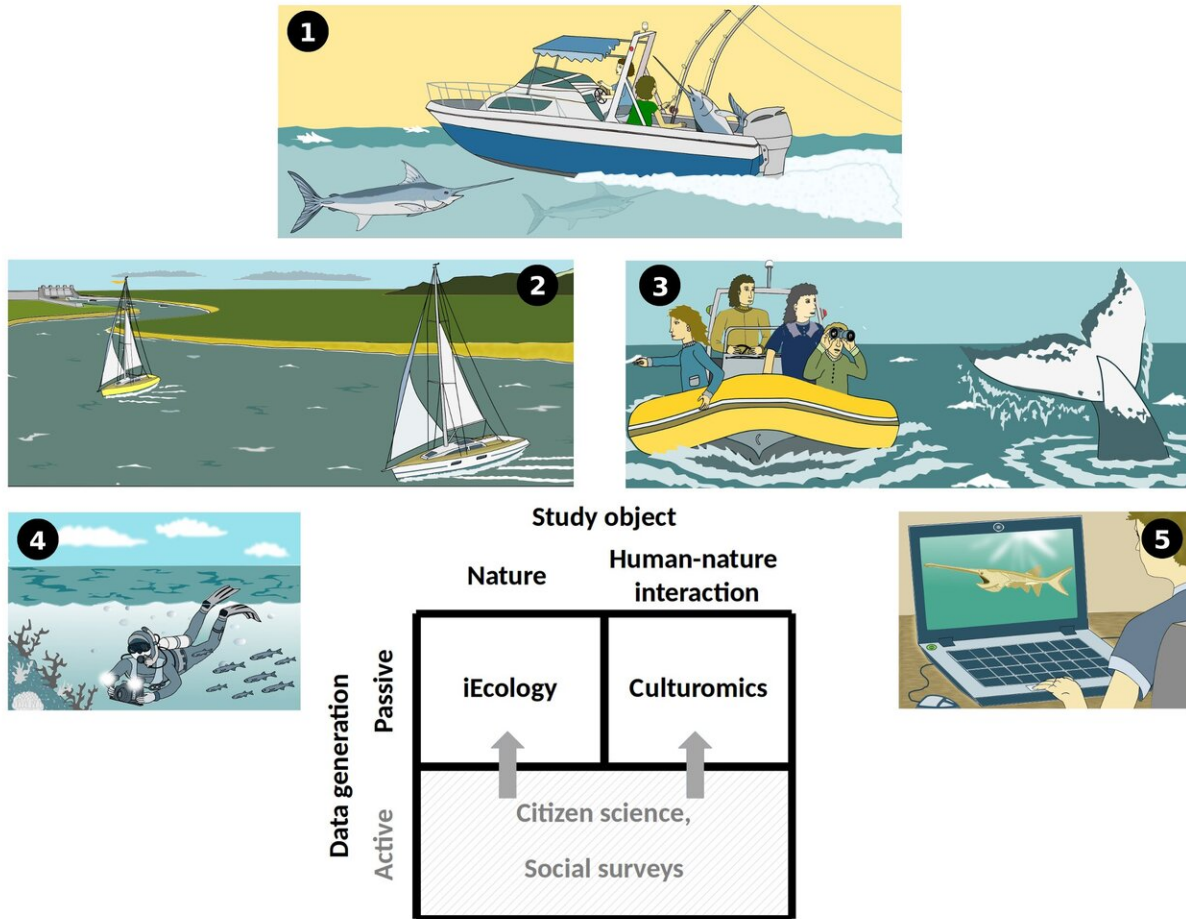 1
2
3
4
5
Study object
Nature
Human-nature
interaction
Data generation
Passive
Active
iEcology
Culturomics
Citizen science,
Social surveys